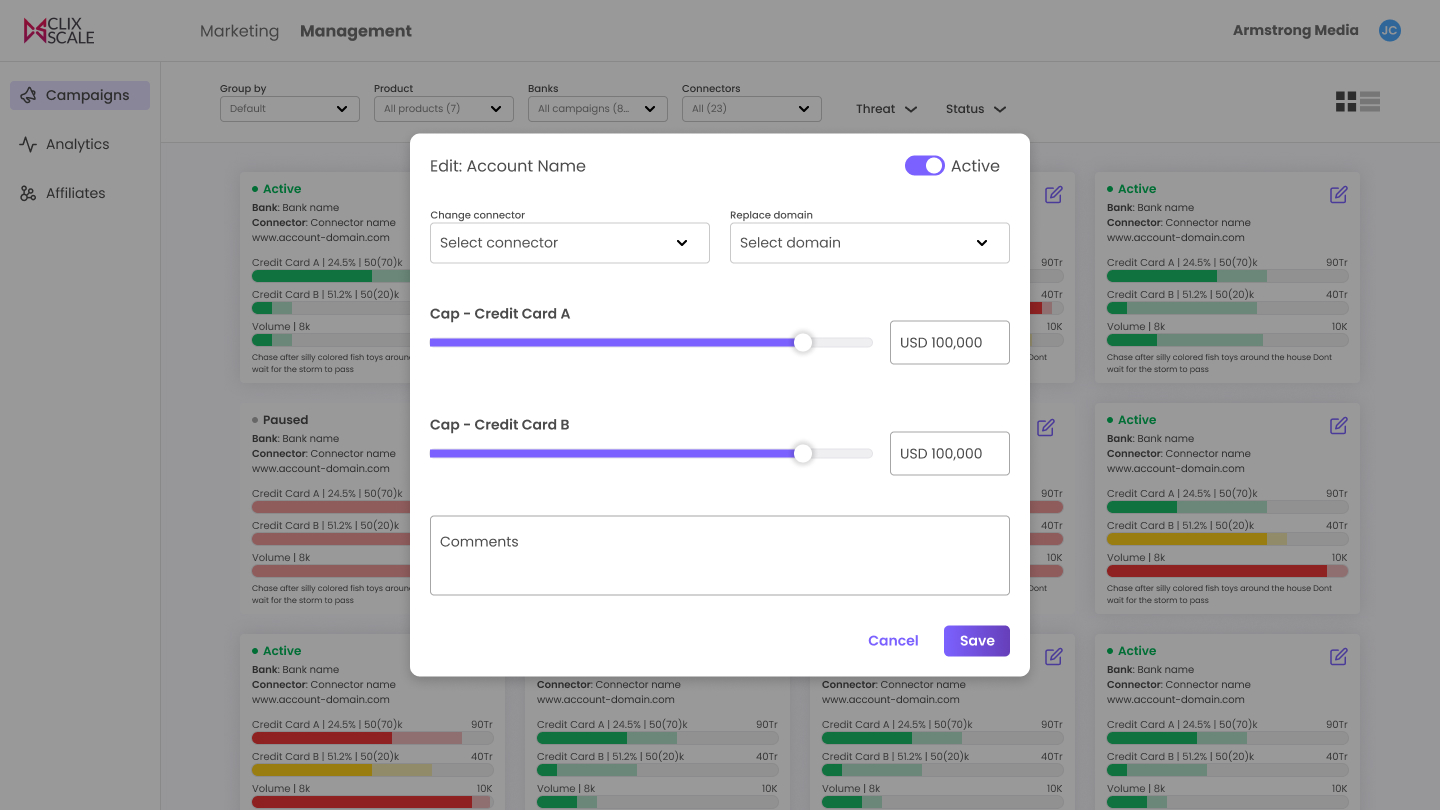 CLIX
SCALE
Marketing
Management
Armstrong Media
JC
Campaigns
Analytics
Affiliates
Group by
Default
Product
All products (7)
Banks
All campaigns (8...
Connectors
All (23)
Threat
Status
Edit: Account Name
Active
Change connector
Select connector
Replace domain
Select domain
Cap - Credit Card A
USD 100,000
Cap - Credit Card B
USD 100,000
Comments
Cancel
Save
Active
Bank: Bank name
Connector: Connector name
www.account-domain.com
Credit Card A | 24.5% | 50(70)k
Credit Card B | 51.2% | 50(20)k
Volume | 8k
Chase after silly colored fish toys aroun
wait for the storm to pass
90Tr
40Tr
10K
Dont
Active
Bank: Bank name
Connector: Connector name
www.account-domain.com
Credit Card A | 24.5% | 50(70)k
90Tr
Credit Card B | 51.2% | 50(20)k
40Tr
Volume | 8k
10K
Chase after silly colored fish toys around the house Dont
wait for the storm to pass
Paused
Bank: Bank name
Connector: Connector name
www.account-domain.com
Credit Card A | 24.5% | 50(70)k
Credit Card B | 51.2% | 50(20)k
Volume | 8k
Chase after silly colored fish toys aroun
wait for the storm to pass
90Tr
40Tr
10K
Dont
Active
Bank: Bank name
Connector: Connector name
www.account-domain.com
Credit Card A | 24.5% | 50(70)k
90Tr
Credit Card B | 51.2% | 50(20)k
40Tr
Volume | 8k
10K
Chase after silly colored fish toys around the house Dont
wait for the storm to pass
Active
Bank: Bank name
Connector: Connector name
www.account-domain.com
Credit Card A | 24.5% | 50(70)k
90Tr
Credit Card B | 51.2% | 50(20)k
40Tr
Volume | 8k
10K
Connector: Connector name
www.account-domain.com
Credit Card A | 24.5% | 50(70)k
90Tr
Credit Card B | 51.2% | 50(20)k
40Tr
Volume | 8k
10K
Connector: Connector name
www.account-domain.com
Credit Card A | 24.5% | 50(70)k
90Tr
Credit Card B | 51.2% | 50(20)k
40Tr
Volume | 8k
10K
Active
Bank: Bank name
Connector: Connector name
www.account-domain.com
Credit Card A | 24.5% | 50(70)k
90Tr
Credit Card B | 51.2% | 50(20)k
40Tr
Volume | 8k
10K